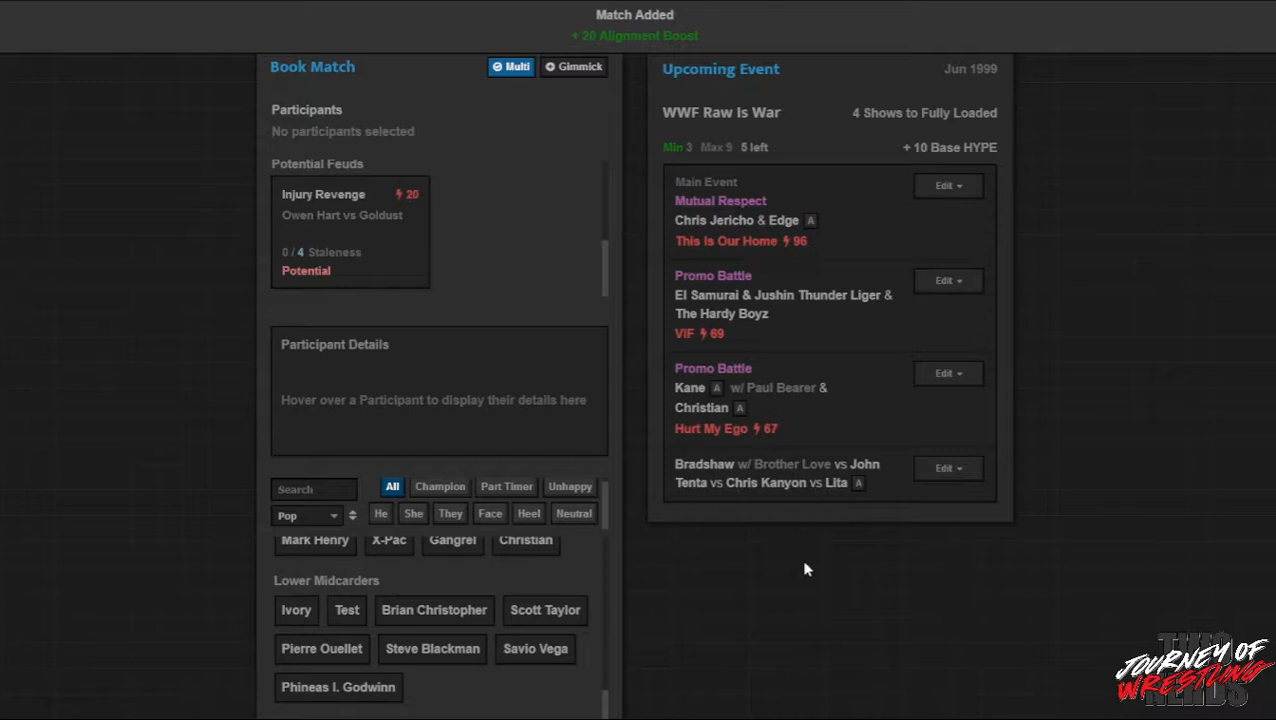 Match Added
+ 20 Alignment Boost
Book Match
Multi
Gimmick
Participants
No participants selected
Potential Feuds
Injury Revenge 20
Owen Hart vs Goldust
0 / 4 Staleness
Potential
Participant Details
Hover over a Participant to display their details here
Search
All
Champion
Part Timer
Unhappy
Pop
He
She
They
Face
Heel
Neutral
Mark Henry
X-Pac
Gangrel
Christian
Lower Midcarders
Ivory
Test
Brian Christopher
Scott Taylor
Pierre Ouellet
Steve Blackman
Savio Vega
Phineas I. Godwinn
Upcoming Event
Jun 1999
WWF Raw Is War
4 Shows to Fully Loaded
Min 3 Max 9 5 left
+ 10 Base HYPE
Main Event
Edit
Mutual Respect
Chris Jericho & Edge A
This Is Our Home 96
Promo Battle
Edit
El Samurai & Jushin Thunder Liger &
The Hardy Boyz
VIF 69
Promo Battle
Edit
Kane A w/ Paul Bearer &
Christian A
Hurt My Ego 67
Bradshaw w/ Brother Love vs John
Edit
Tenta vs Chris Kanyon vs Lita A
JOURNEY OF
WRESTLING